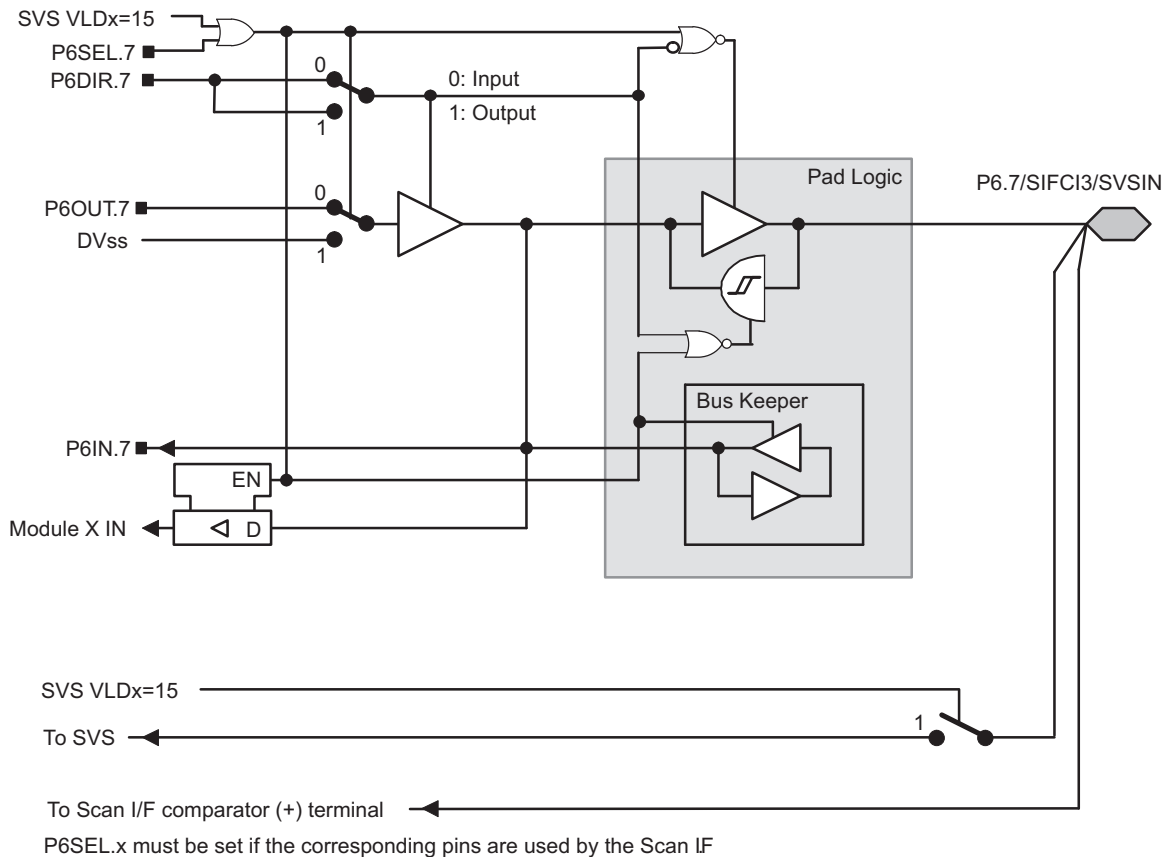 SVS VLDx=15
P6SEL.7
P6DIR.7
0
0: Input
1: Output
1
Pad Logic
P6.7/SIFCI3/SVSIN
P6OUT.7
0
DVss
1
Bus Keeper
P6IN.7
EN
Module X IN
D
SVS VLDx=15
1
To SVS
To Scan I/F comparator (+) terminal
P6SEL.x must be set if the corresponding pins are used by the Scan I.F